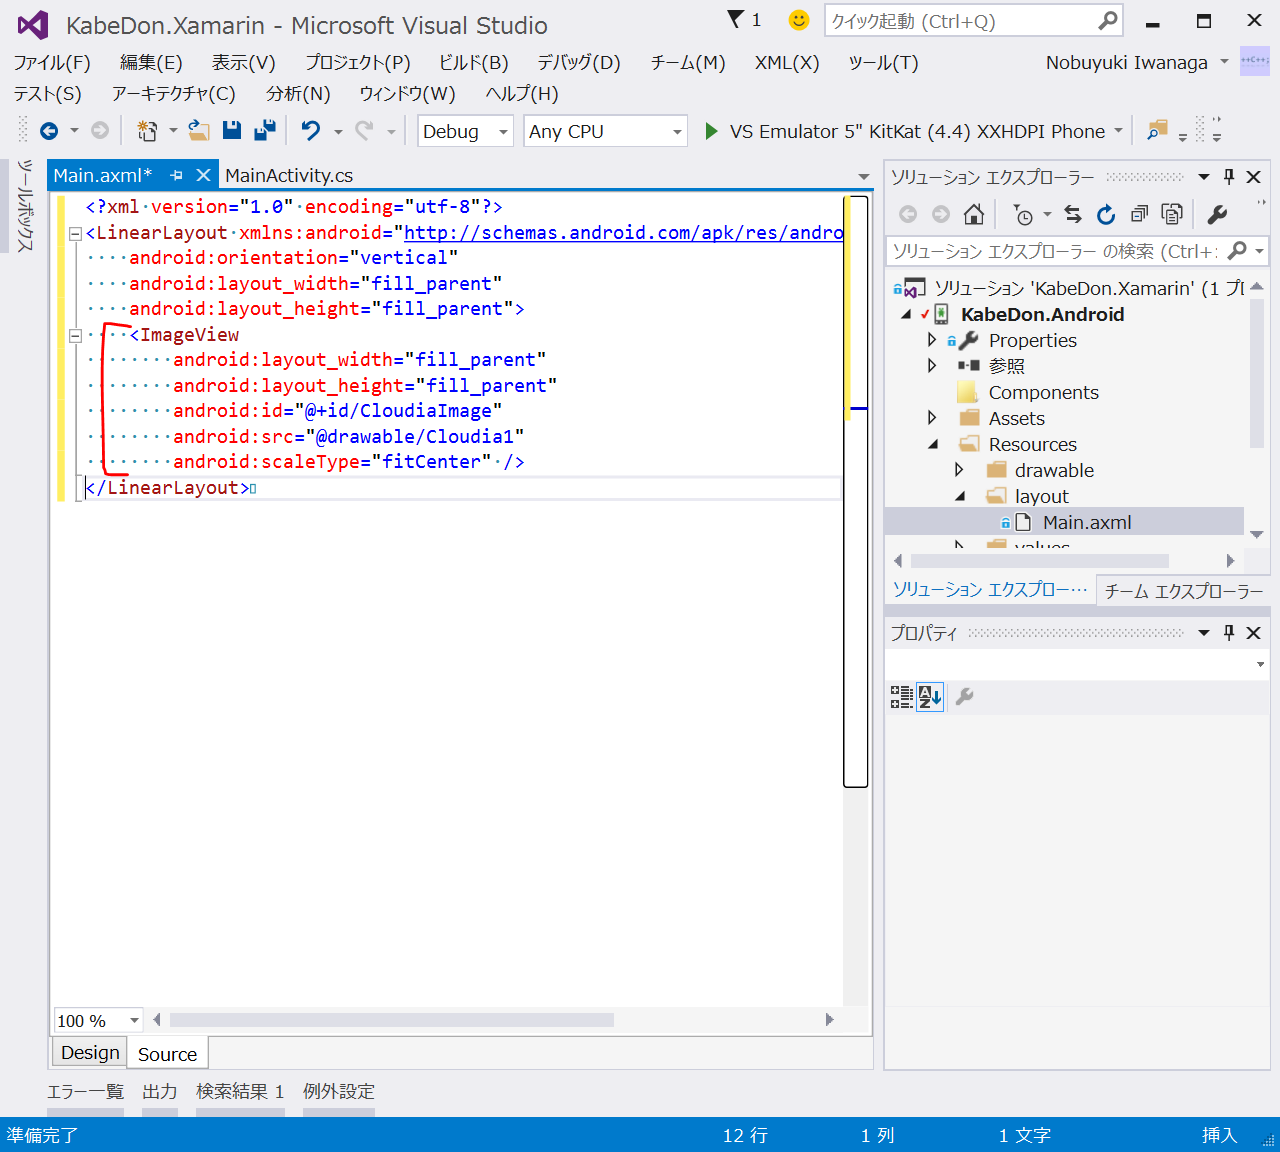 KabeDon.Xamarin - Microsoft Visual Studio
1
クイック起動 (Ctrl+Q)
ファイル(F) 編集(E) 表示(V) プロジェクト(P) ビルド(B) デバッグ(D) チーム(M) XML(X) ツール(T)
Nobuyuki Iwanaga
++C++;
テスト(S) アーキテクチャ(C) 分析(N) ウィンドウ(W) ヘルプ(H)
Debug Any CPU VS Emulator 5" KitKat (4.4) XXHDPI Phone
ツールボックス
Main.axml* MainActivity.cs
<?xml version="1.0" encoding="utf-8"?>
<LinearLayout xmlns:android="http://schemas.android.com/apk/res/andro
android:orientation="vertical"
android:layout_width="fill_parent"
android:layout_height="fill_parent">
<ImageView
android:layout_width="fill_parent"
android:layout_height="fill_parent"
android:id="@+id/CloudiaImage"
android:src="@drawable/Cloudia1"
android:scaleType="fitCenter" />
</LinearLayout>
100 %
Design Source
ソリューション エクスプローラー
ソリューション エクスプローラー の検索 (Ctrl+
ソリューション 'KabeDon.Xamarin' (1 プロ
KabeDon.Android
Properties
参照
Components
Assets
Resources
drawable
layout
Main.axml
values
ソリューション エクスプロー… チーム エクスプローラー
プロパティ
エラー一覧 出力 検索結果 1 例外設定
準備完了 12 行 1 列 1 文字 挿入